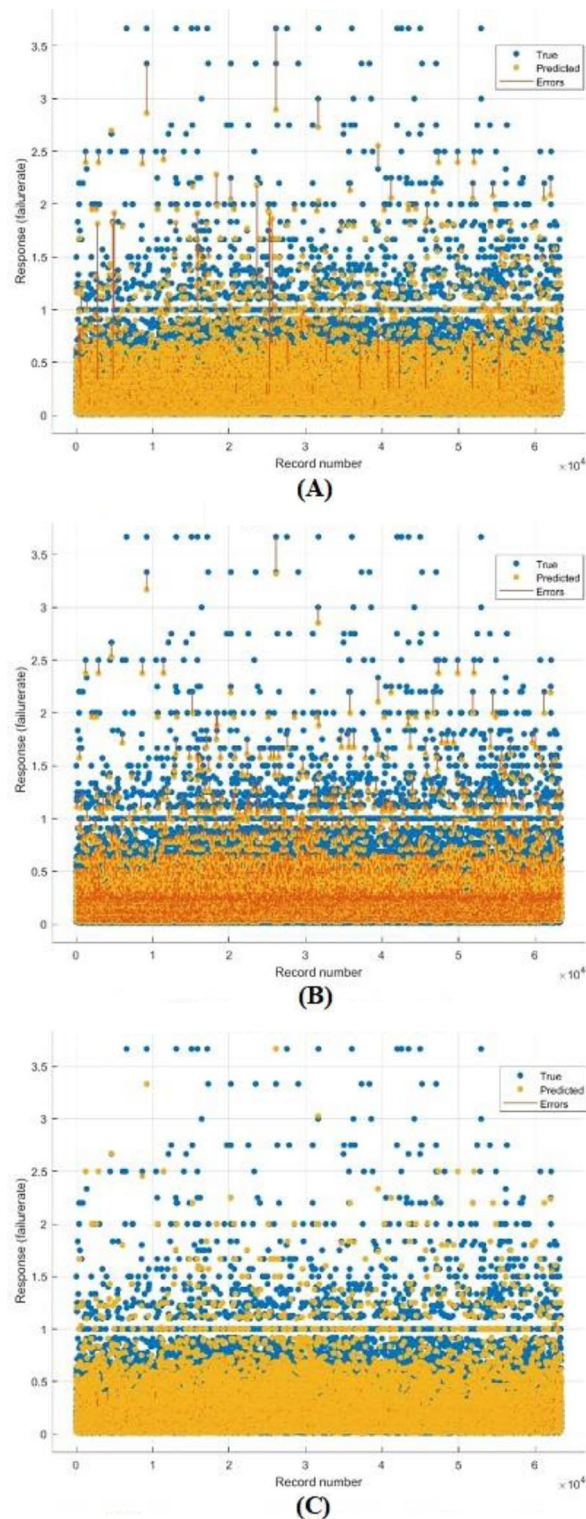 3.5
3
2.5
2
1.5
1
0.5
0
Response (failurerate)
True
Predicted
Errors
0 1 2 3 4 5 6
Record number
×10⁴
(A)
3.5
3
2.5
2
1.5
1
0.5
0
Response (failurerate)
True
Predicted
Errors
0 1 2 3 4 5 6
Record number
×10⁴
(B)
3.5
3
2.5
2
1.5
1
0.5
0
Response (failurerate)
True
Predicted
Errors
0 1 2 3 4 5 6
Record number
×10⁴
(C)